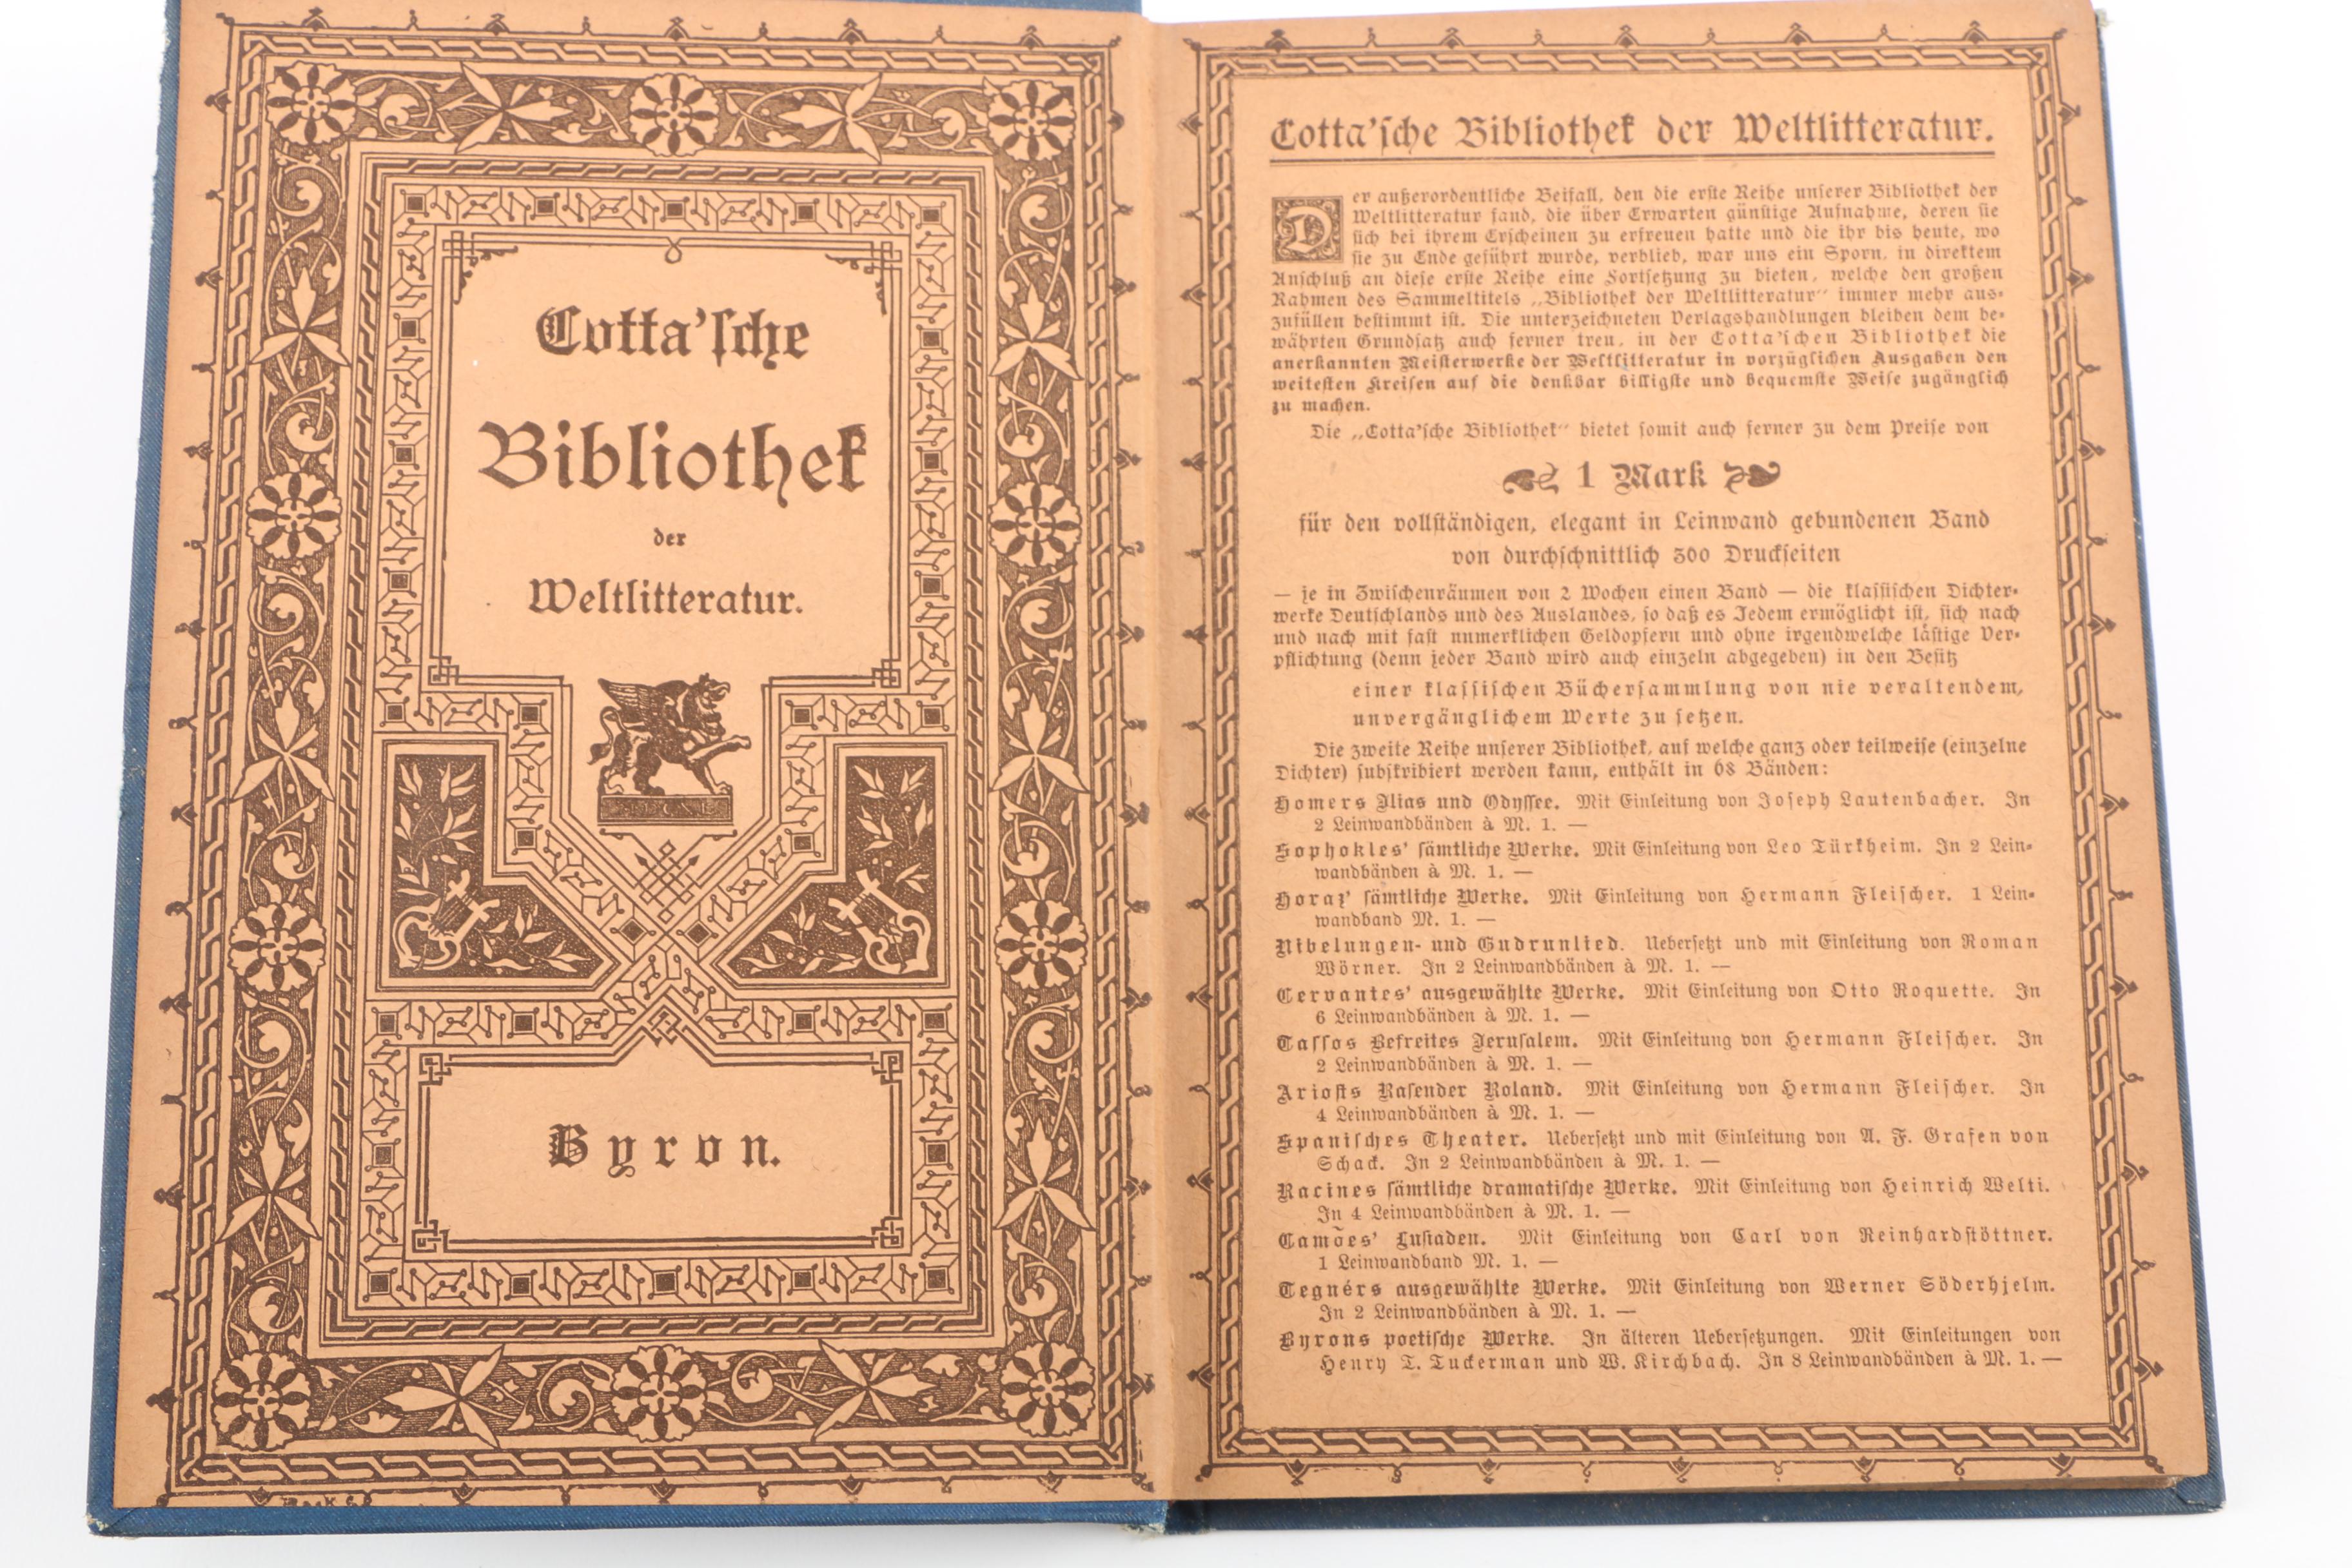 Cotta'sche
Bibliothek
der
Weltlitteratur.
Byron.
Cotta'sche Bibliothek der Weltlitteratur.
Der außerordentliche Beifall, den die erste Reihe unserer Bibliothek der
Weltlitteratur fand, die über Erwarten günstige Aufnahme, deren sie
sich bei ihrem Erscheinen zu erfreuen hatte und die ihr bis heute, wo
sie zu Ende geführt wurde, verblieb, war uns ein Sporn, in direktem
Anschluß an diese erste Reihe eine Fortsetzung zu bieten, welche den großen
Rahmen des Sammeltitels „Bibliothek der Weltlitteratur“ immer mehr aus-
zufüllen bestimmt ist. Die unterzeichneten Verlagshandlungen bleiben dem be-
währten Grundsatz auch ferner treu, in der Cotta'schen Bibliothek die
anerkannten Meisterwerke der Weltlitteratur in vorzüglichen Ausgaben den
weitesten Kreisen auf die denkbar billigste und bequemste Weise zugänglich
zu machen.
Die „Cotta'sche Bibliothek“ bietet somit auch ferner zu dem Preise von
1 Mark
für den vollständigen, elegant in Leinwand gebundenen Band
von durchschnittlich 300 Druckseiten
— je in Zwischenräumen von 2 Wochen einen Band — die klassischen Dichter-
werke Deutschlands und des Auslandes, so daß es Jedem ermöglicht ist, sich nach
und nach mit fast unmerklichen Geldopfern und ohne irgendwelche lästige Ver-
pflichtung (denn jeder Band wird auch einzeln abgegeben) in den Besitz
einer klassischen Büchersammlung von nie veraltendem,
unvergänglichem Werte zu setzen.
Die zweite Reihe unserer Bibliothek, auf welche ganz oder teilweise (einzelne
Dichter) subskribiert werden kann, enthält in 68 Bänden:
Homers Ilias und Odyssee. Mit Einleitung von Joseph Lautenbacher. In
2 Leinwandbänden à M. 1. —
Sophokles' sämtliche Werke. Mit Einleitung von Leo Türkheim. In 2 Lein-
wandbänden à M. 1. —
Horaz' sämtliche Werke. Mit Einleitung von Hermann Fleischer. 1 Lein-
wandband M. 1. —
Nibelungen- und Gudrunlied. Uebersetzt und mit Einleitung von Roman
Wörner. In 2 Leinwandbänden à M. 1. —
Cervantes' ausgewählte Werke. Mit Einleitung von Otto Roquette. In
6 Leinwandbänden à M. 1. —
Tassos Befreites Jerusalem. Mit Einleitung von Hermann Fleischer. In
2 Leinwandbänden à M. 1. —
Ariosts Rasender Roland. Mit Einleitung von Hermann Fleischer. In
4 Leinwandbänden à M. 1. —
Spanisches Theater. Uebersetzt und mit Einleitung von A. F. Grafen von
Schack. In 2 Leinwandbänden à M. 1. —
Racines sämtliche dramatische Werke. Mit Einleitung von Heinrich Welti.
In 4 Leinwandbänden à M. 1. —
Camões' Lusiaden. Mit Einleitung von Carl von Reinhardstöttner.
1 Leinwandband M. 1. —
Tegnérs ausgewählte Werke. Mit Einleitung von Werner Söderhjelm.
In 2 Leinwandbänden à M. 1. —
Byrons poetische Werke. In älteren Uebersetzungen. Mit Einleitungen von
Henry T. Tuckerman und W. Kirchbach. In 8 Leinwandbänden à M. 1. —